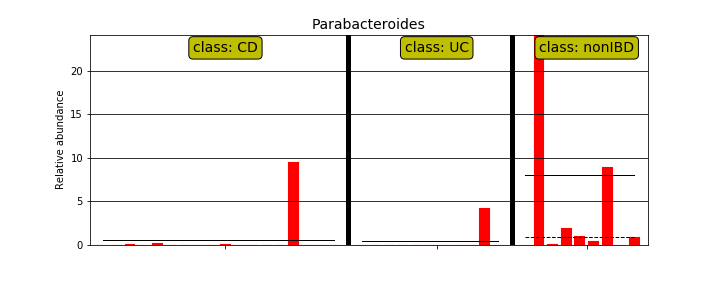 Parabacteroides
class: CD
class: UC
class: nonIBD
Relative abundance
20
15
10
5
0